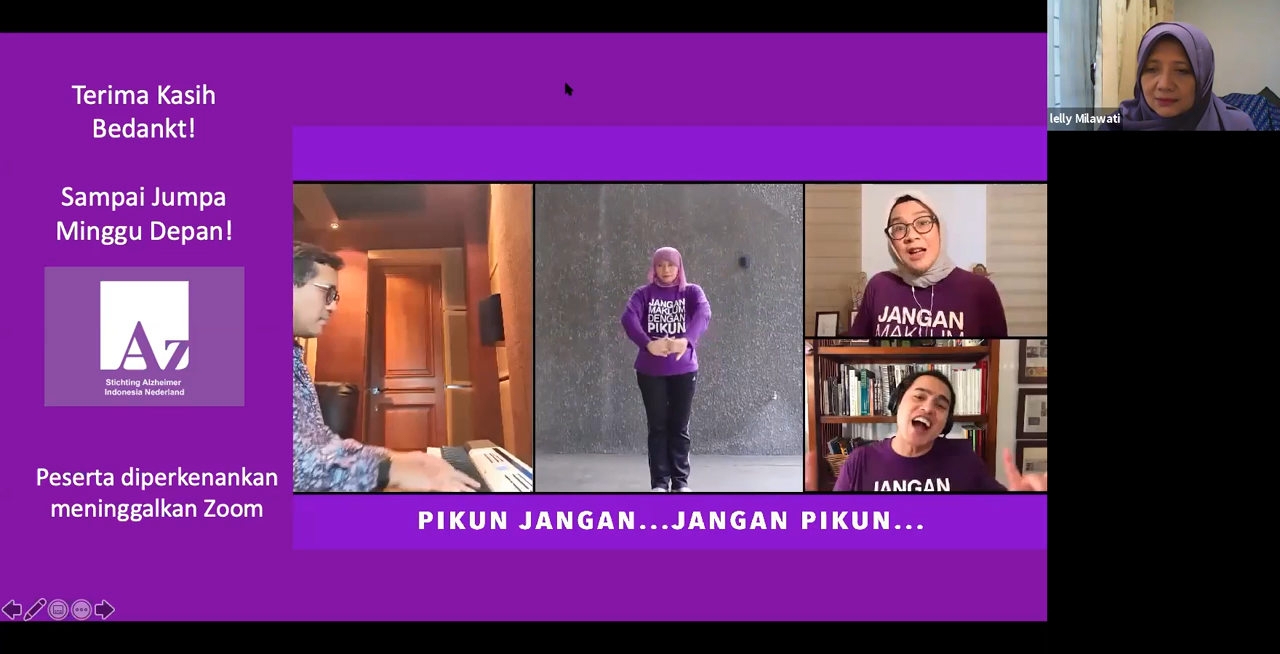 Terima Kasih
Bedankt!
Sampai Jumpa
Minggu Depan!
Az
Stichting Alzheimer
Indonesia Nederland
Peserta diperkenankan
meninggalkan Zoom
JANGAN
MAKLUM
DENGAN
PIKUN
JANGAN
MAKLUM
JANGAN
PIKUN JANGAN...JANGAN PIKUN...
lelly Milawati